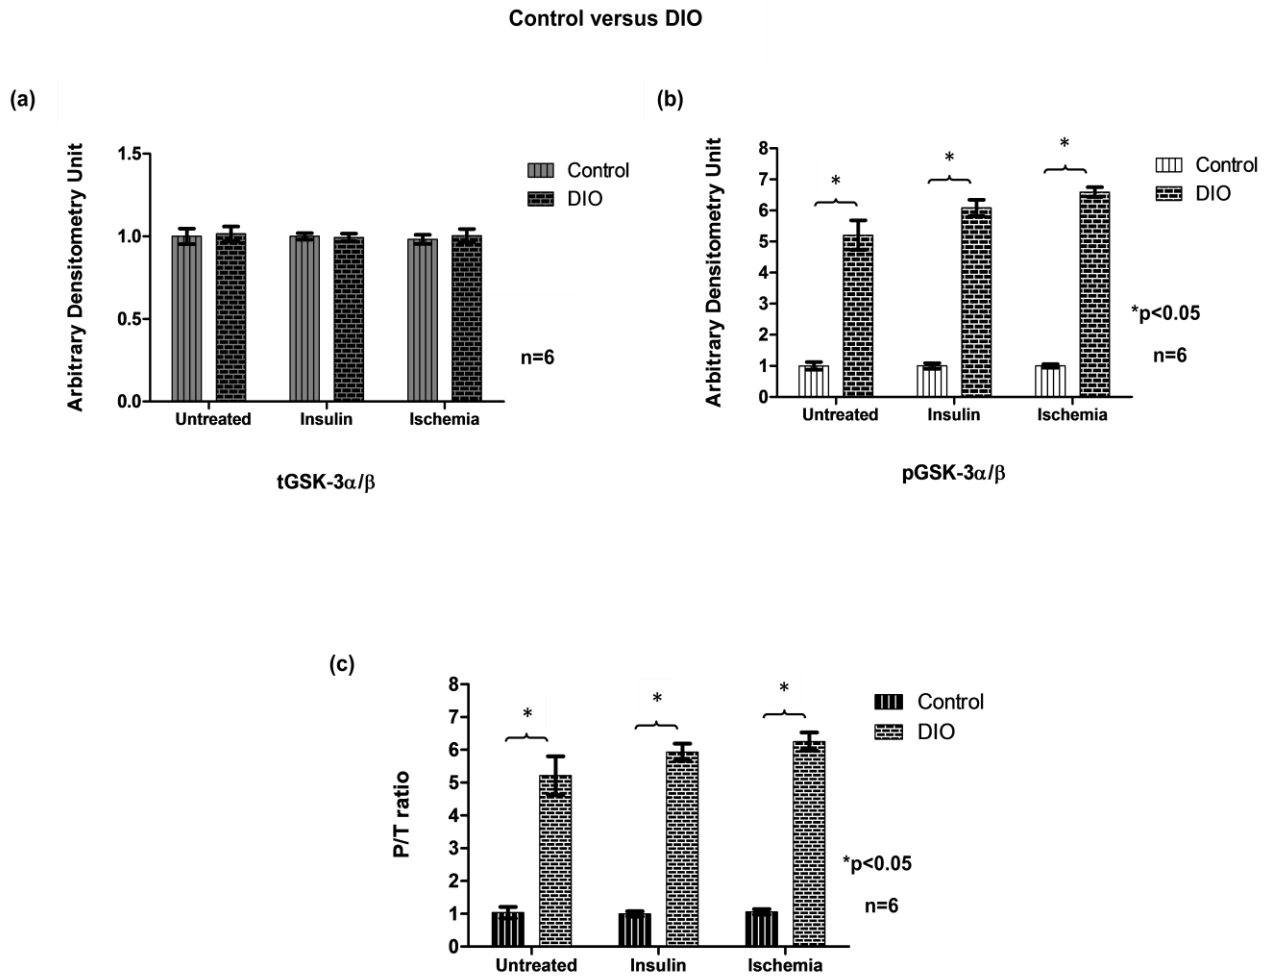 Control versus DIO
(a)
Arbitrary Densitometry Unit
1.5
1.0
0.5
0.0
Untreated
Insulin
Ischemia
tGSK-3α/β
Control
DIO
n=6
(b)
Arbitrary Densitometry Unit
8
7
6
5
4
3
2
1
0
*
*
*
Untreated
Insulin
Ischemia
pGSK-3α/β
Control
DIO
*p<0.05
n=6
(c)
P/T ratio
8
7
6
5
4
3
2
1
0
*
*
*
Untreated
Insulin
Ischemia
Control
DIO
*p<0.05
n=6